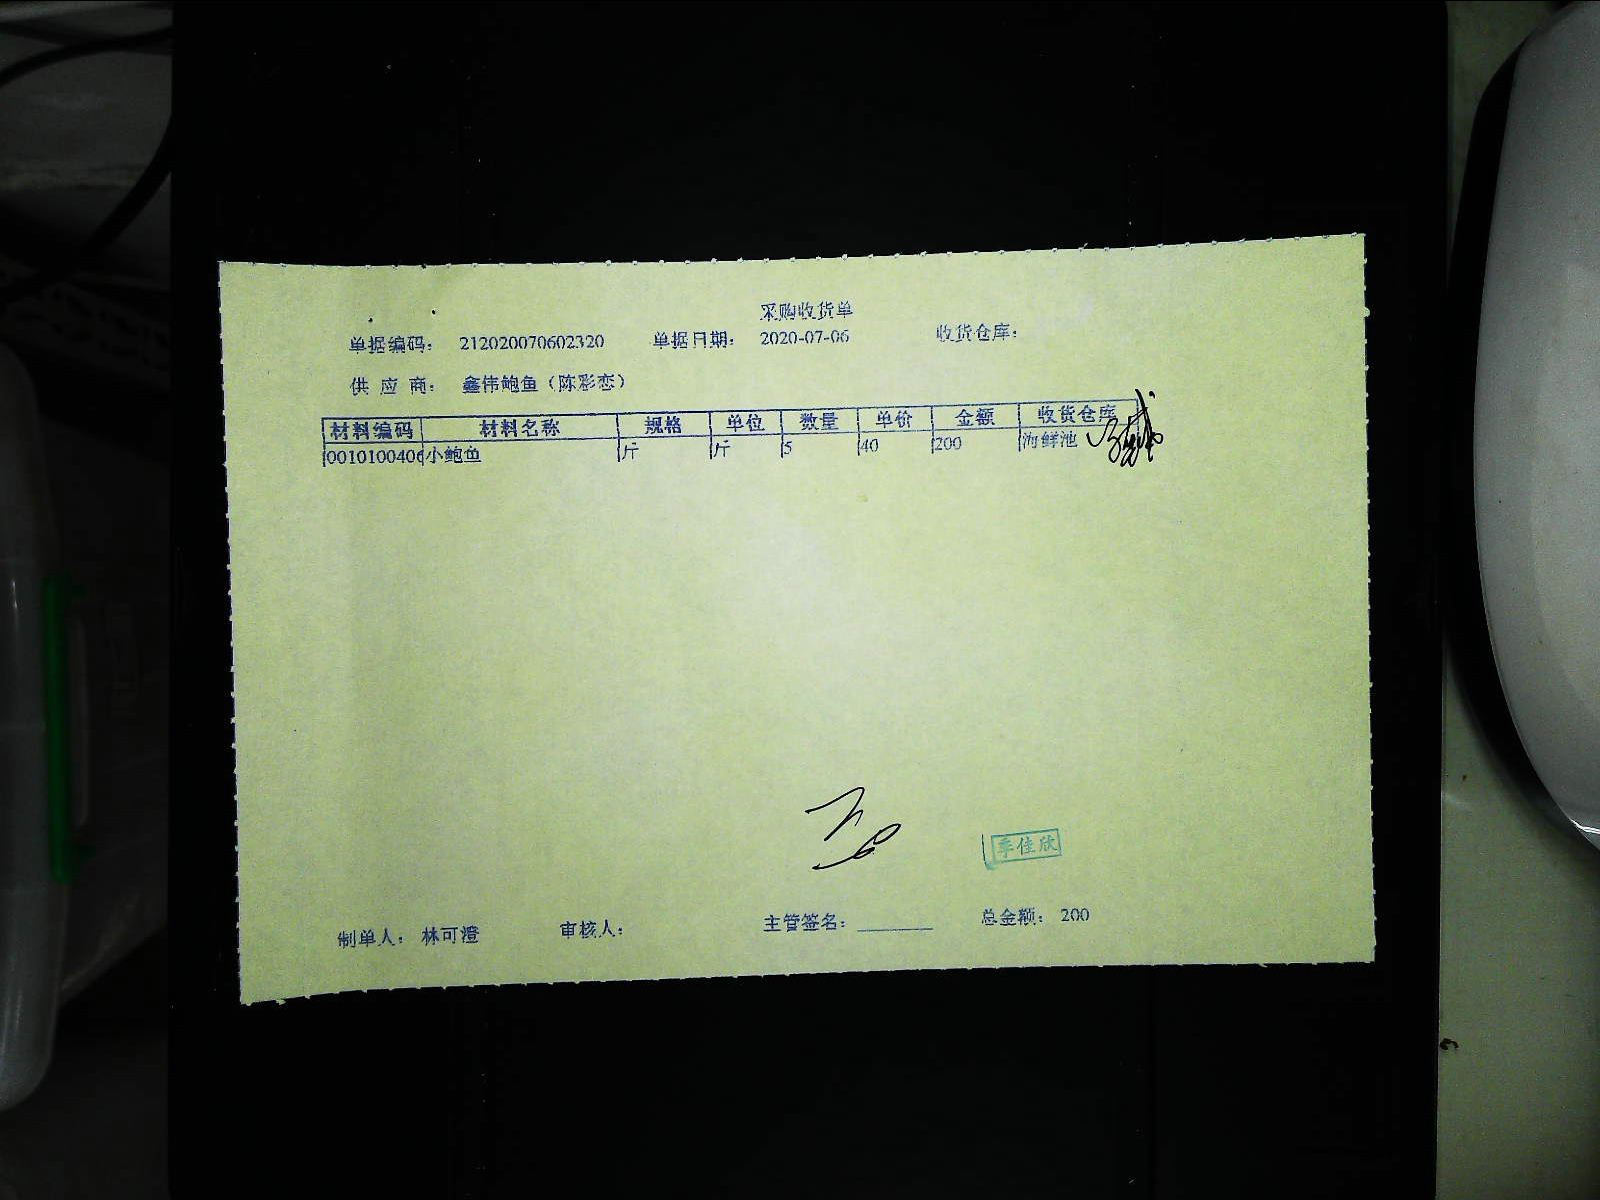 采购收货单
单据编码： 212020070602320 单据日期： 2020-07-06 收货仓库：
供 应 商： 鑫伟鲍鱼（陈彩恋）
材料编码 材料名称 规格 单位 数量 单价 金额 收货仓库
0010100406 小鲍鱼 斤 斤 5 40 200 海鲜池
季佳欣
制单人： 林可澄 审核人： 主管签名： 总金额： 200